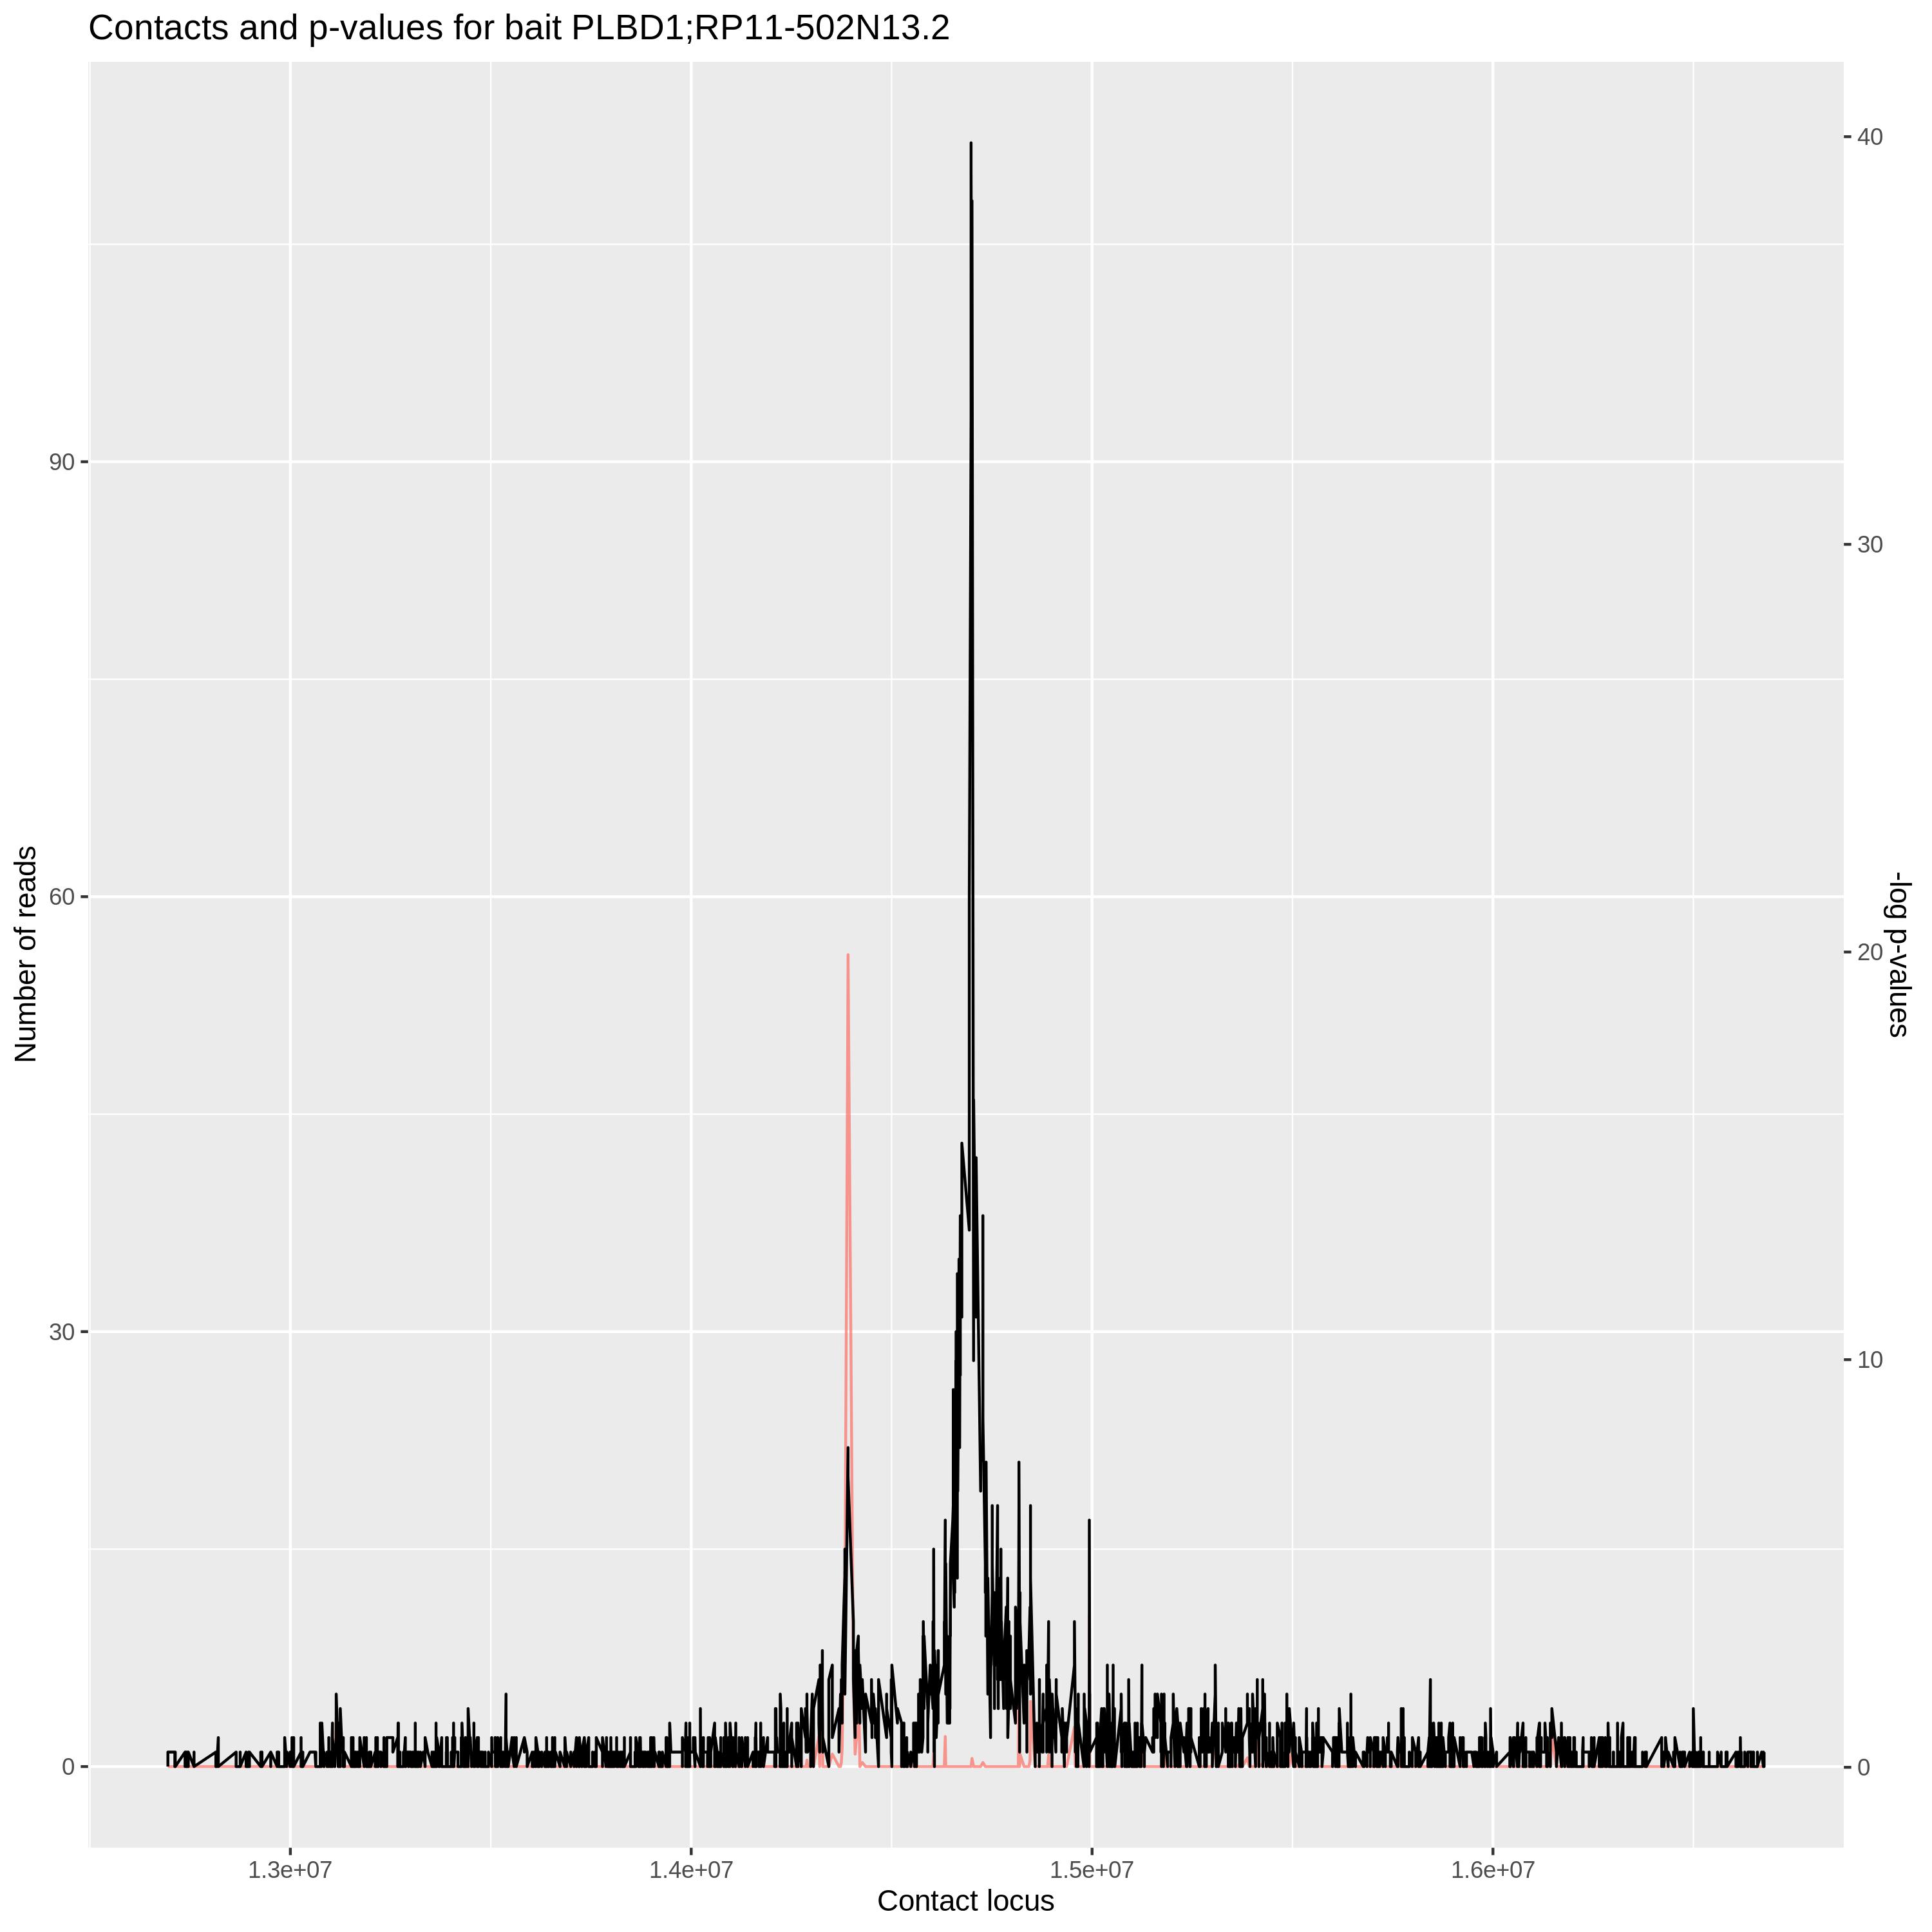 Contacts and p-values for bait PLBD1;RP11-502N13.2
Number of reads
90
60
30
0
40
30
20
10
0
-log p-values
1.3e+07 1.4e+07 1.5e+07 1.6e+07
Contact locus